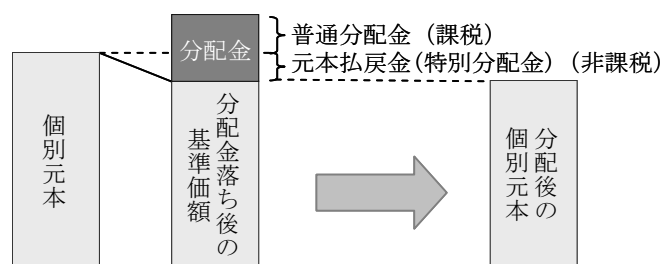 分配金
普通分配金（課税）
元本払戻金(特別分配金)（非課税）
個別元本
分配金落ち後の
基準価額
分配後の
個別元本